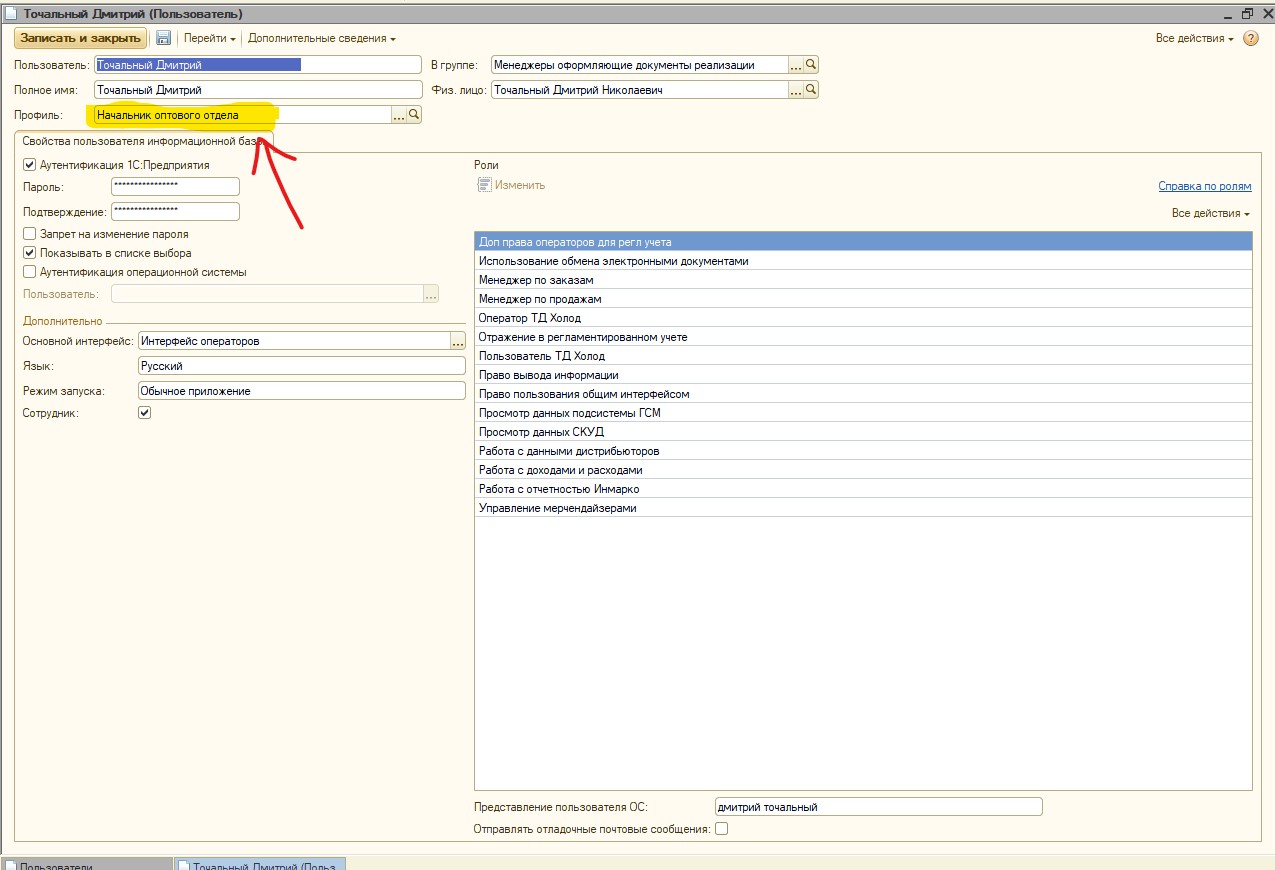 Точальный Дмитрий (Пользователь)
Записать и закрыть Перейти Дополнительные сведения Все действия ?
Пользователь: Точальный Дмитрий В группе: Менеджеры оформляющие документы реализации ...
Полное имя: Точальный Дмитрий Физ. лицо: Точальный Дмитрий Николаевич ...
Профиль: Начальник оптового отдела ...
Свойства пользователя информационной базы
Аутентификация 1С:Предприятия
Пароль: ****************
Подтверждение: ****************
Запрет на изменение пароля
Показывать в списке выбора
Аутентификация операционной системы
Пользователь: ...
Дополнительно
Основной интерфейс: Интерфейс операторов ...
Язык: Русский
Режим запуска: Обычное приложение
Сотрудник:
Роли
Изменить
Справка по ролям
Все действия
Доп права операторов для регл учета
Использование обмена электронными документами
Менеджер по заказам
Менеджер по продажам
Оператор ТД Холод
Отражение в регламентированном учете
Пользователь ТД Холод
Право вывода информации
Право пользования общим интерфейсом
Просмотр данных подсистемы ГСМ
Просмотр данных СКУД
Работа с данными дистрибьюторов
Работа с доходами и расходами
Работа с отчетностью Инмарко
Управление мерчендайзерами
Представление пользователя ОС: дмитрий точальный
Отправлять отладочные почтовые сообщения:
Пользователи Точальный Дмитрий (Польз...